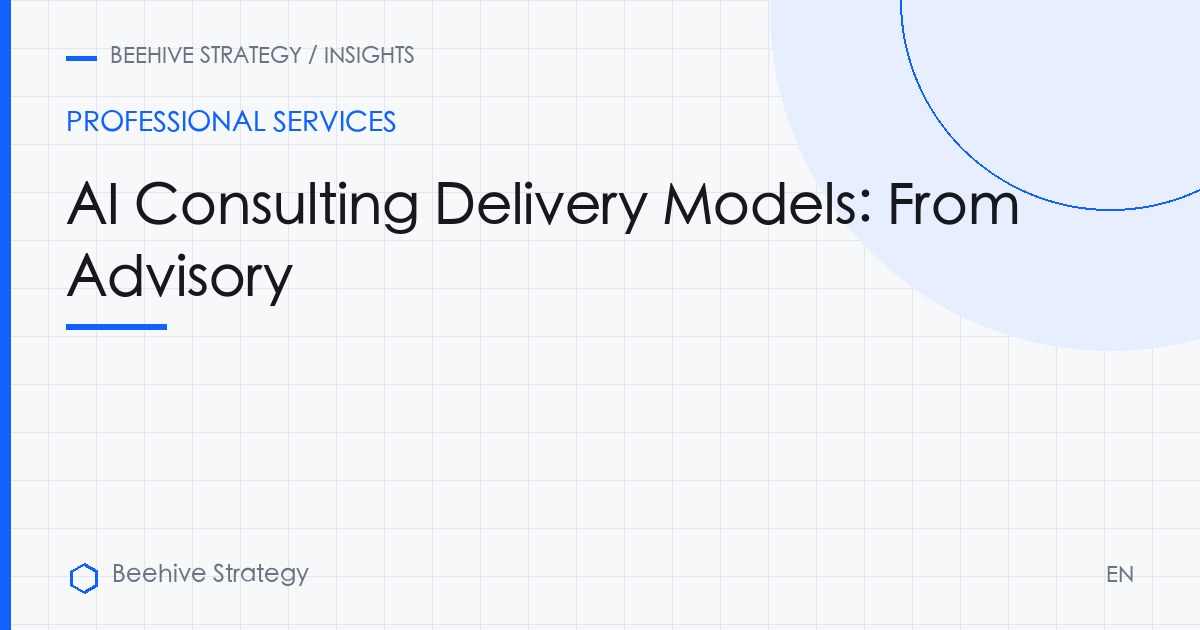 BEEHIVE STRATEGY / INSIGHTS
PROFESSIONAL SERVICES
AI Consulting Delivery Models: From
Advisory
Beehive Strategy
EN